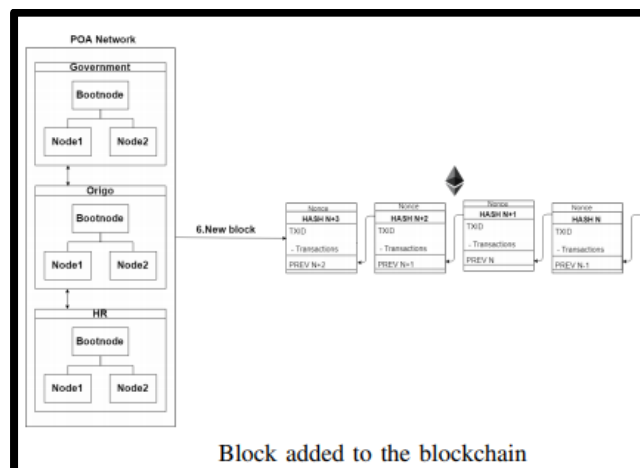 POA Network
Government
Bootnode
Node1 Node2
Origo
Bootnode
Node1 Node2
HR
Bootnode
Node1 Node2
6.New block
Nonce
HASH N+3
TXID
- Transactions
PREV N+2
Nonce
HASH N+2
TXID
- Transactions
PREV N+1
Nonce
HASH N+1
TXID
- Transactions
PREV N
Nonce
HASH N
TXID
- Transactions
PREV N-1
Block added to the blockchain